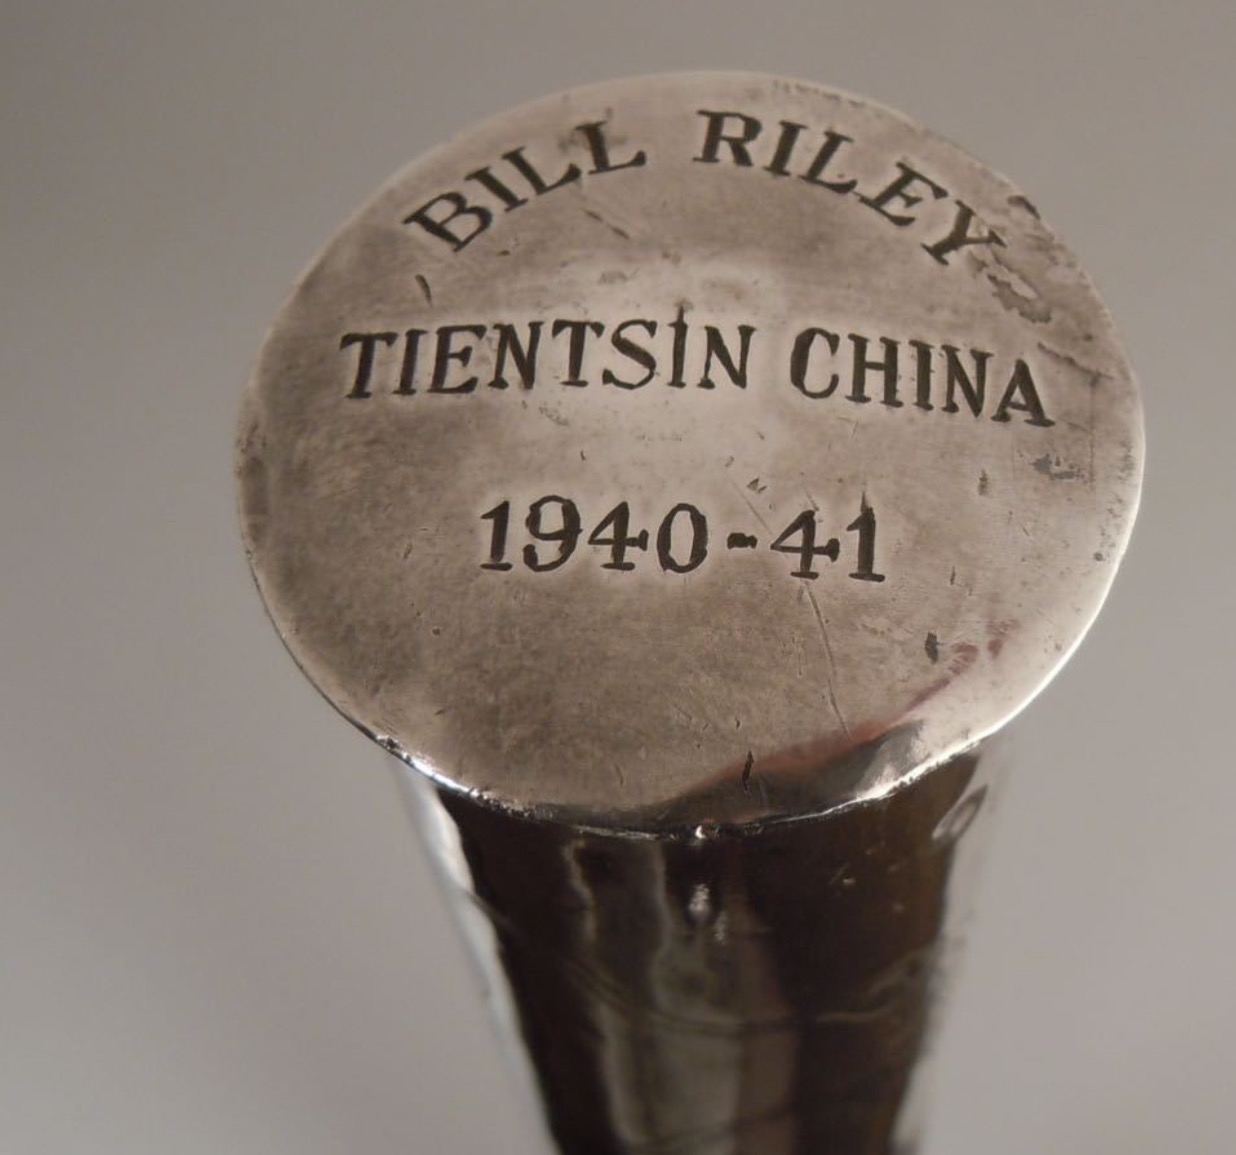 BILL RILEY
TIENTSIN CHINA
1940-41